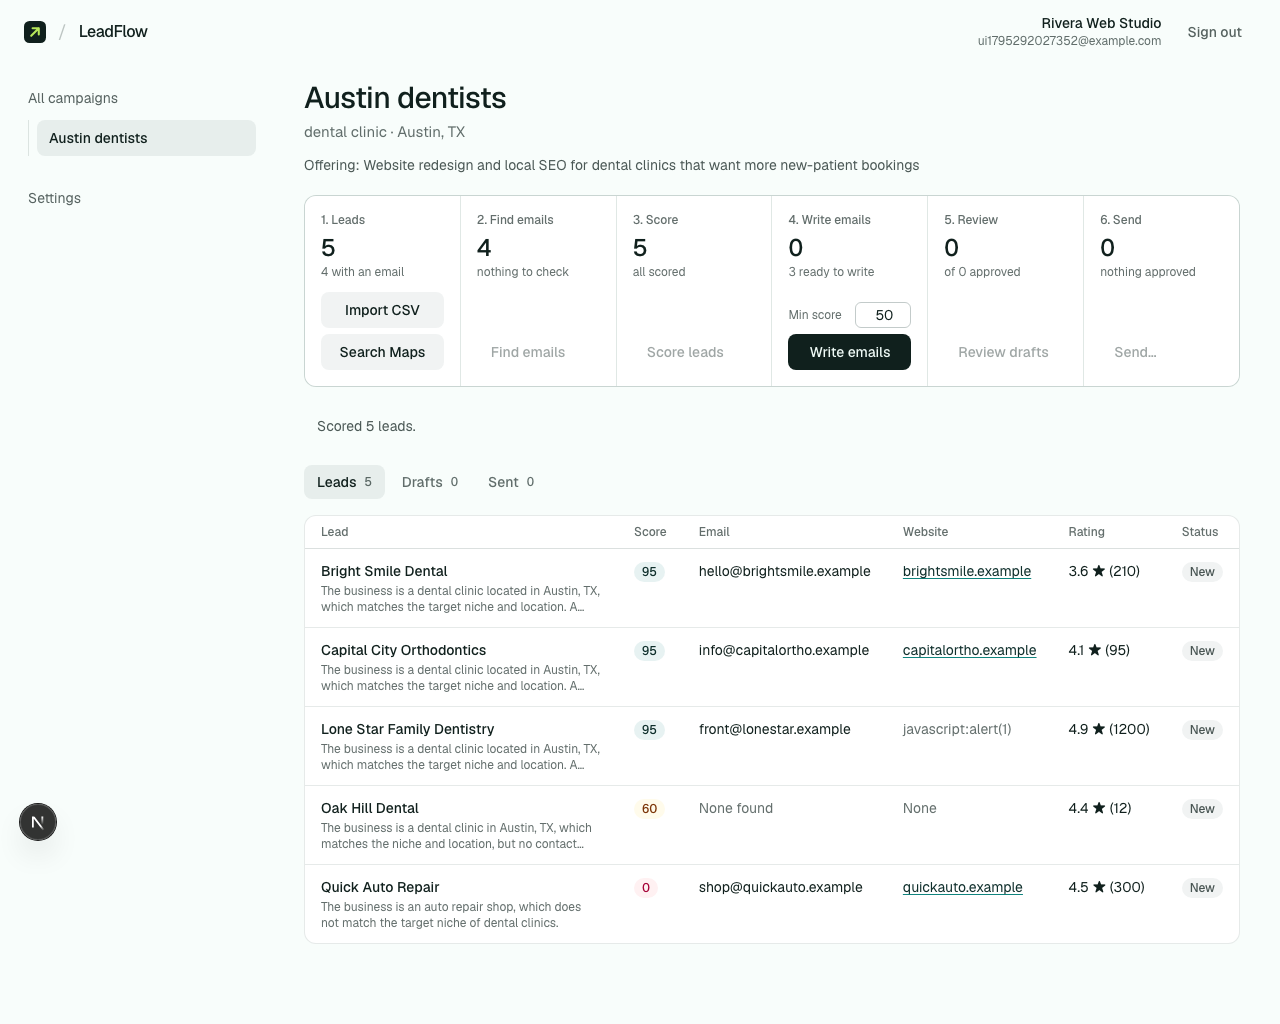 / LeadFlow
Rivera Web Studio
ui1795292027352@example.com
Sign out
All campaigns
Austin dentists
Settings
Austin dentists
dental clinic · Austin, TX
Offering: Website redesign and local SEO for dental clinics that want more new-patient bookings
1. Leads
5
4 with an email
Import CSV
Search Maps
2. Find emails
4
nothing to check
Find emails
3. Score
5
all scored
Score leads
4. Write emails
0
3 ready to write
Min score 50
Write emails
5. Review
0
of 0 approved
Review drafts
6. Send
0
nothing approved
Send...
Scored 5 leads.
Leads 5 Drafts 0 Sent 0
Lead Score Email Website Rating Status
Bright Smile Dental 95 hello@brightsmile.example brightsmile.example 3.6 ★ (210) New
The business is a dental clinic located in Austin, TX,
which matches the target niche and location. A...
Capital City Orthodontics 95 info@capitalortho.example capitalortho.example 4.1 ★ (95) New
The business is a dental clinic located in Austin, TX,
which matches the target niche and location. A...
Lone Star Family Dentistry 95 front@lonestar.example javascript:alert(1) 4.9 ★ (1200) New
The business is a dental clinic located in Austin, TX,
which matches the target niche and location. A...
Oak Hill Dental 60 None found None 4.4 ★ (12) New
The business is a dental clinic in Austin, TX, which
matches the niche and location, but no contact...
Quick Auto Repair 0 shop@quickauto.example quickauto.example 4.5 ★ (300) New
The business is an auto repair shop, which does
not match the target niche of dental clinics.
N